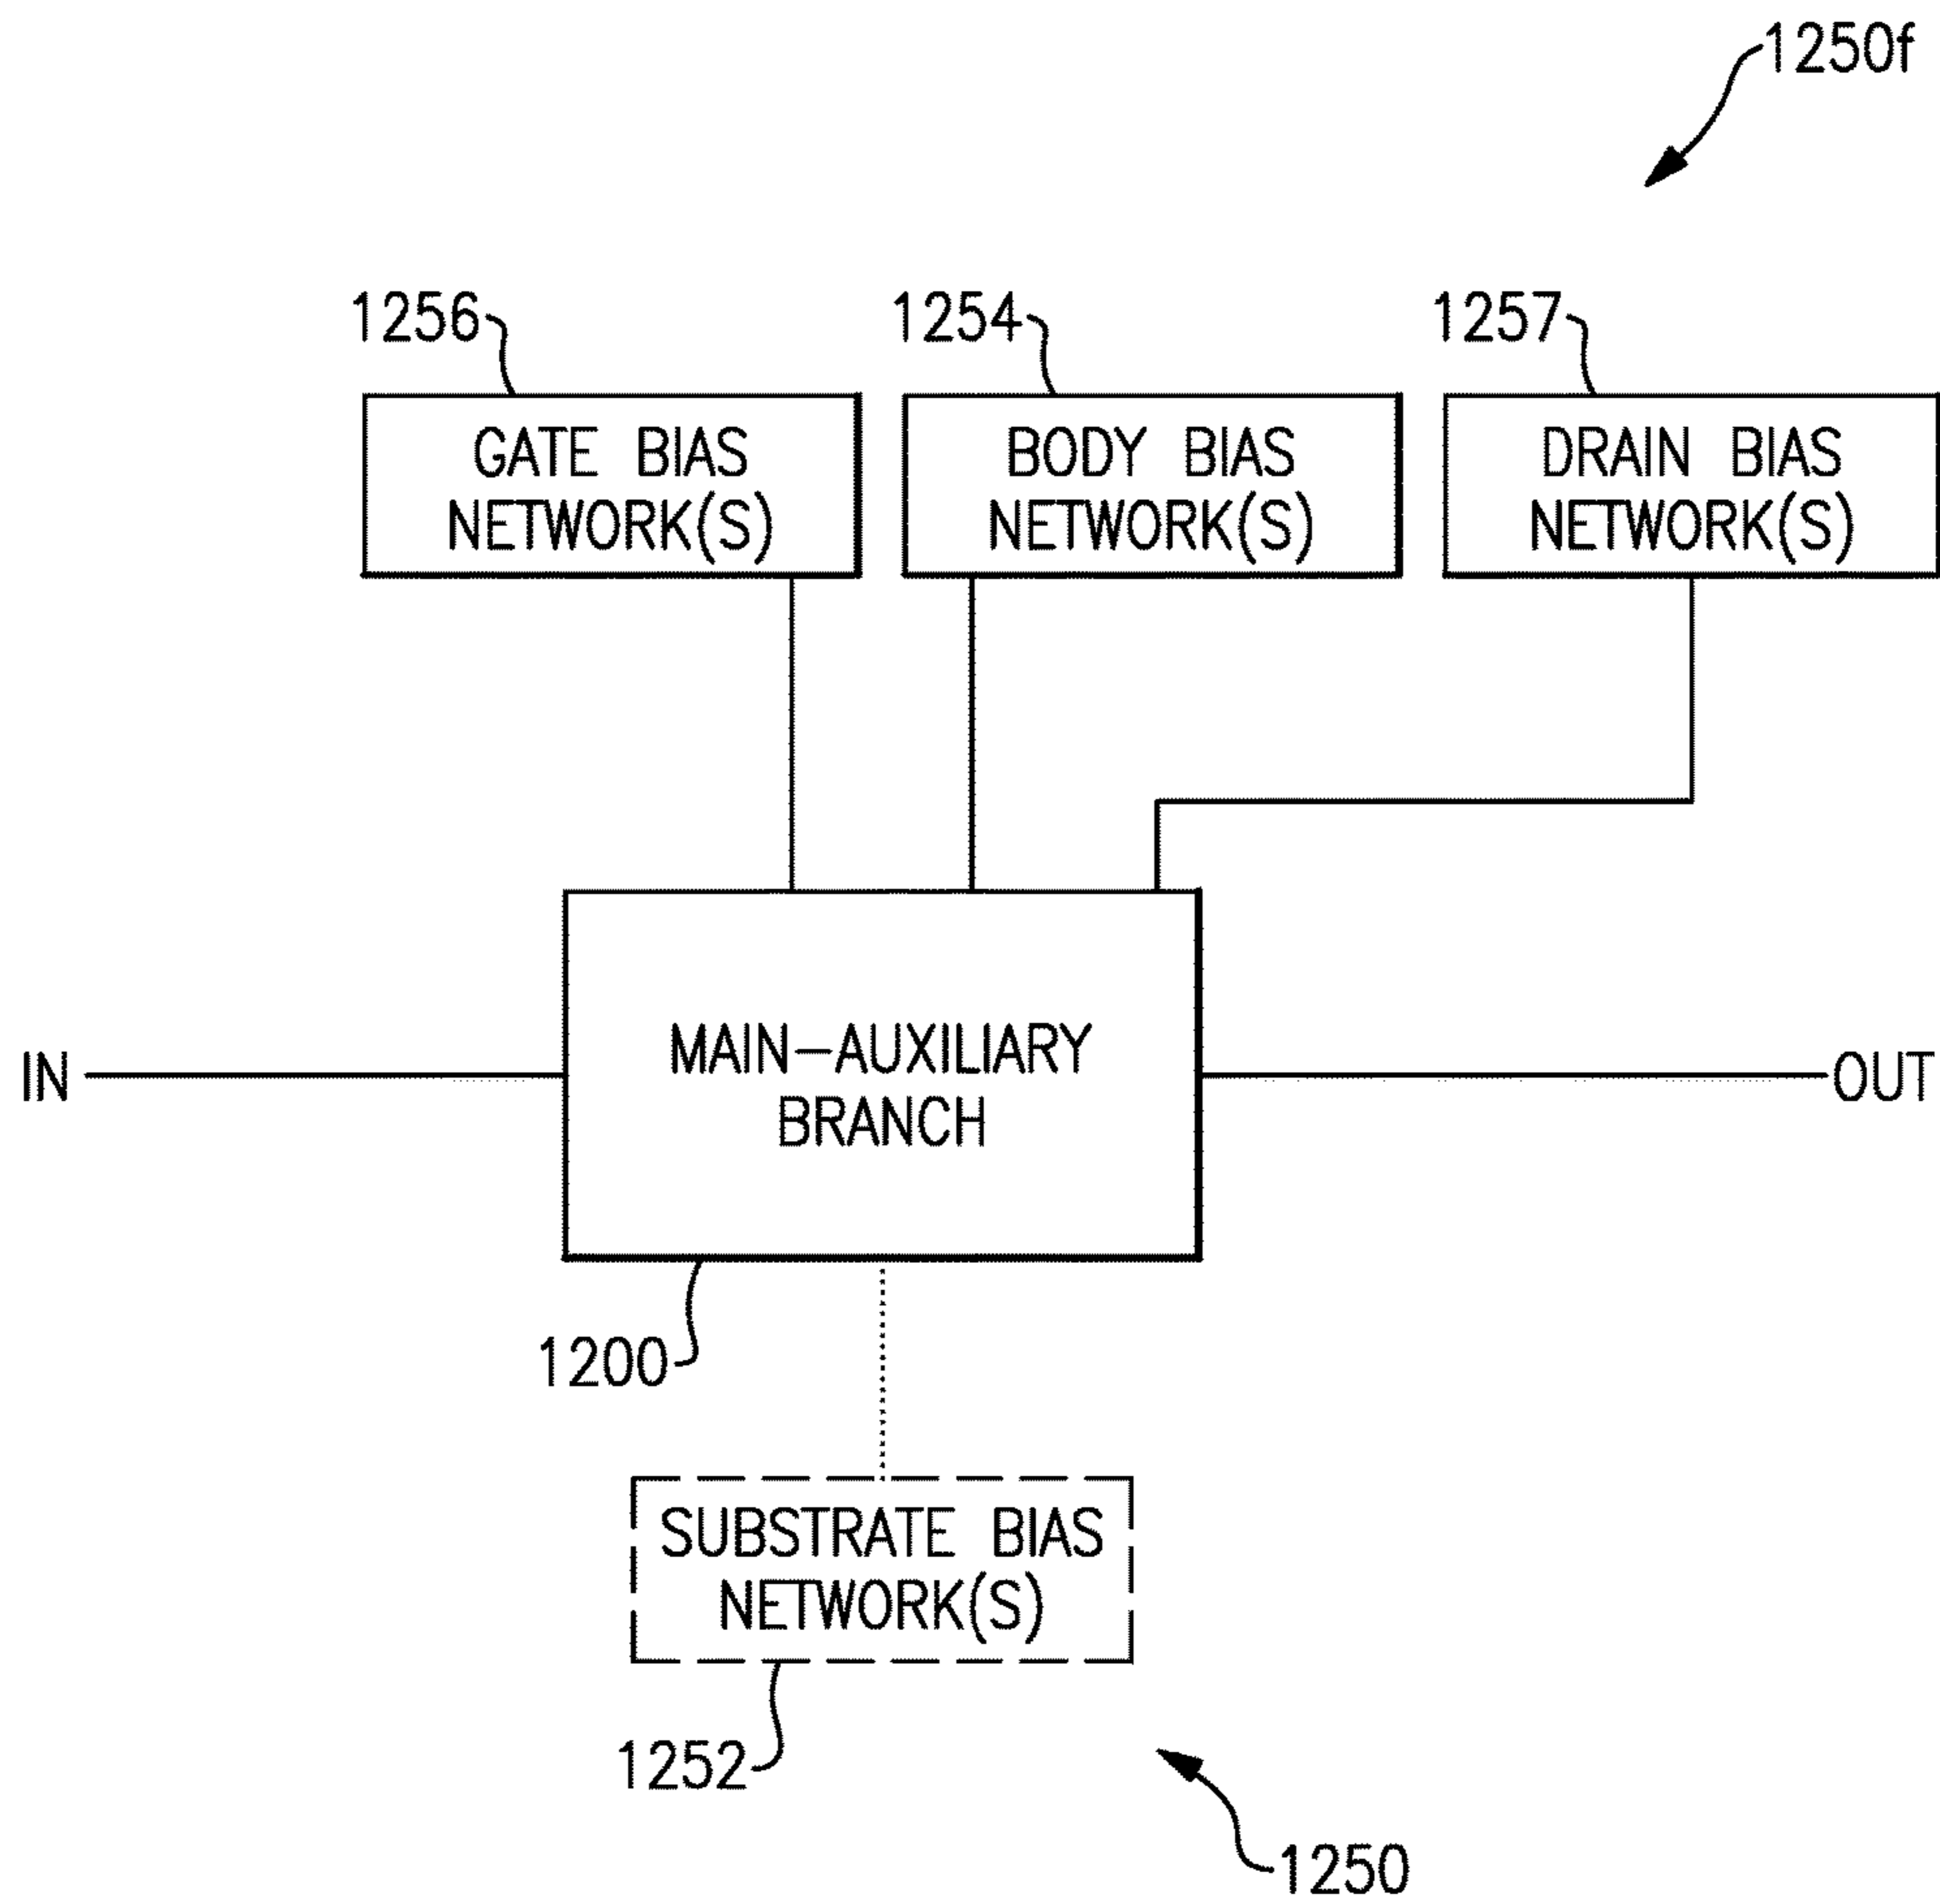 1250f
1256
1254
1257
GATE BIAS
NETWORK(S)
BODY BIAS
NETWORK(S)
DRAIN BIAS
NETWORK(S)
IN
MAIN-AUXILIARY
BRANCH
OUT
1200
SUBSTRATE BIAS
NETWORK(S)
1252
1250